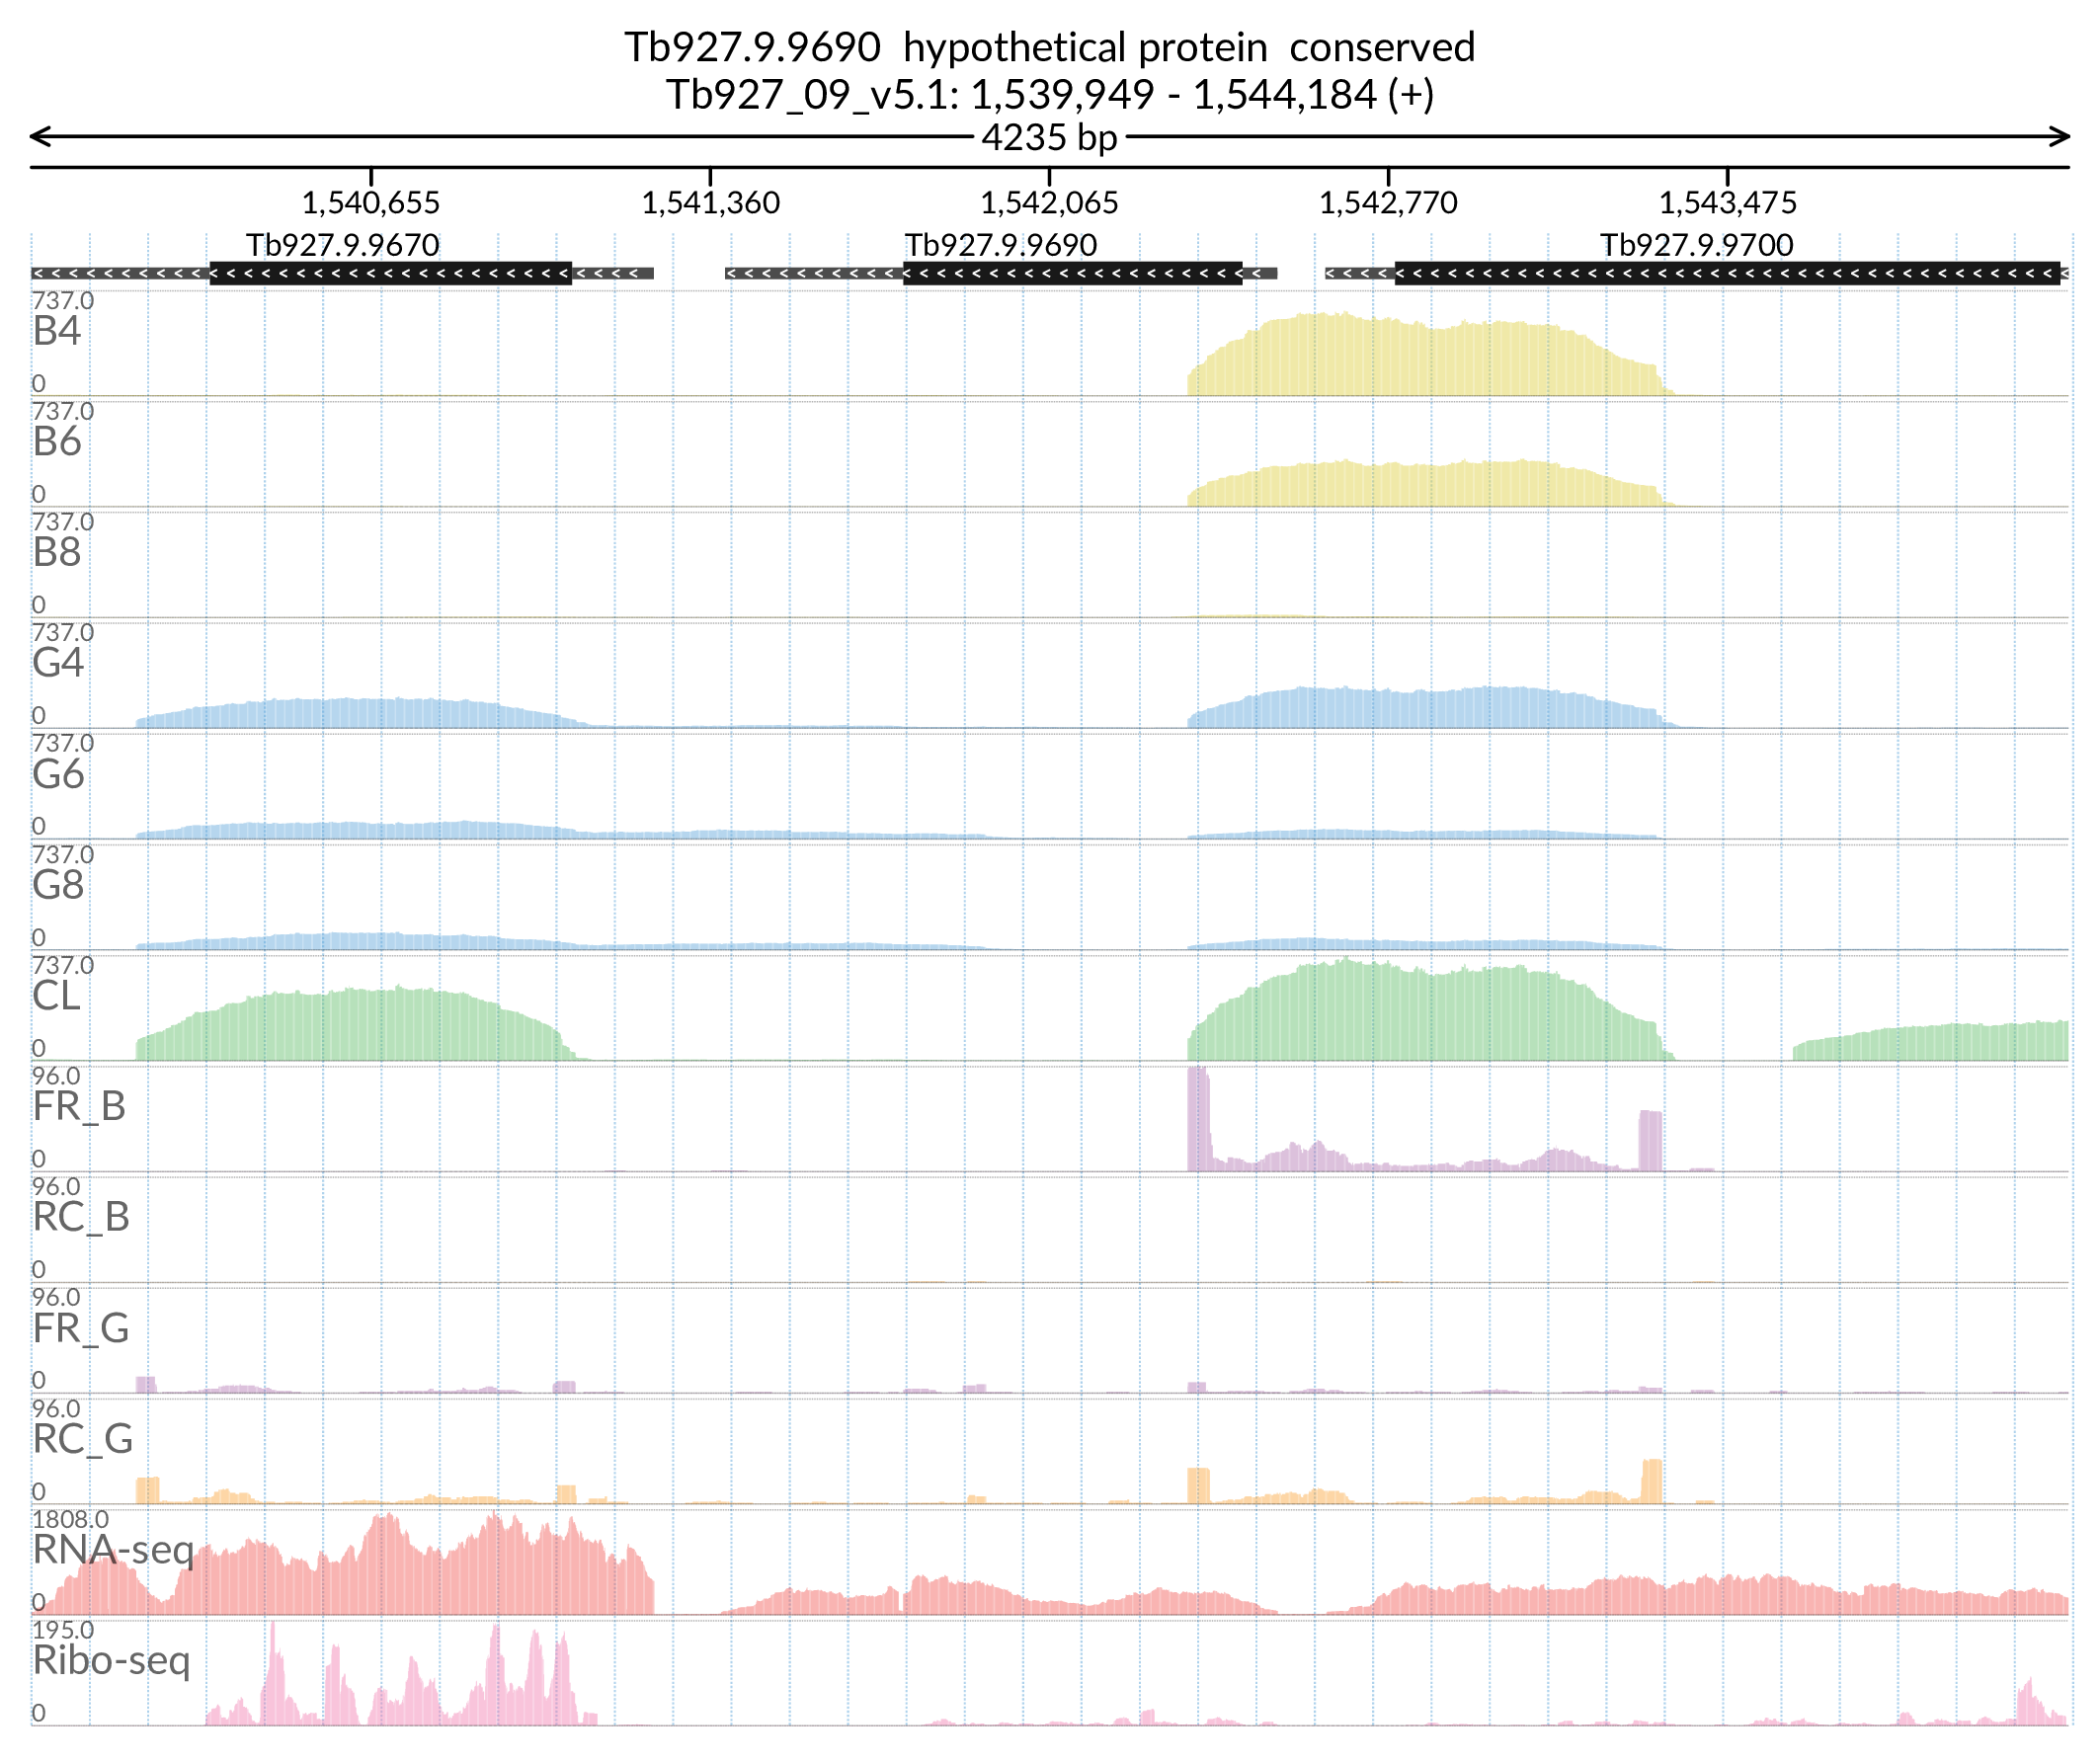 Tb927.9.9690 hypothetical protein conserved
Tb927_09_v5.1: 1,539,949 - 1,544,184 (+)
4235 bp
1,540,655 1,541,360 1,542,065 1,542,770 1,543,475
Tb927.9.9670 Tb927.9.9690 Tb927.9.9700
737.0
B4
0
737.0
B6
0
737.0
B8
0
737.0
G4
0
737.0
G6
0
737.0
G8
0
737.0
CL
0
96.0
FR_B
0
96.0
RC_B
0
96.0
FR_G
0
96.0
RC_G
0
1808.0
RNA-seq
0
195.0
Ribo-seq
0